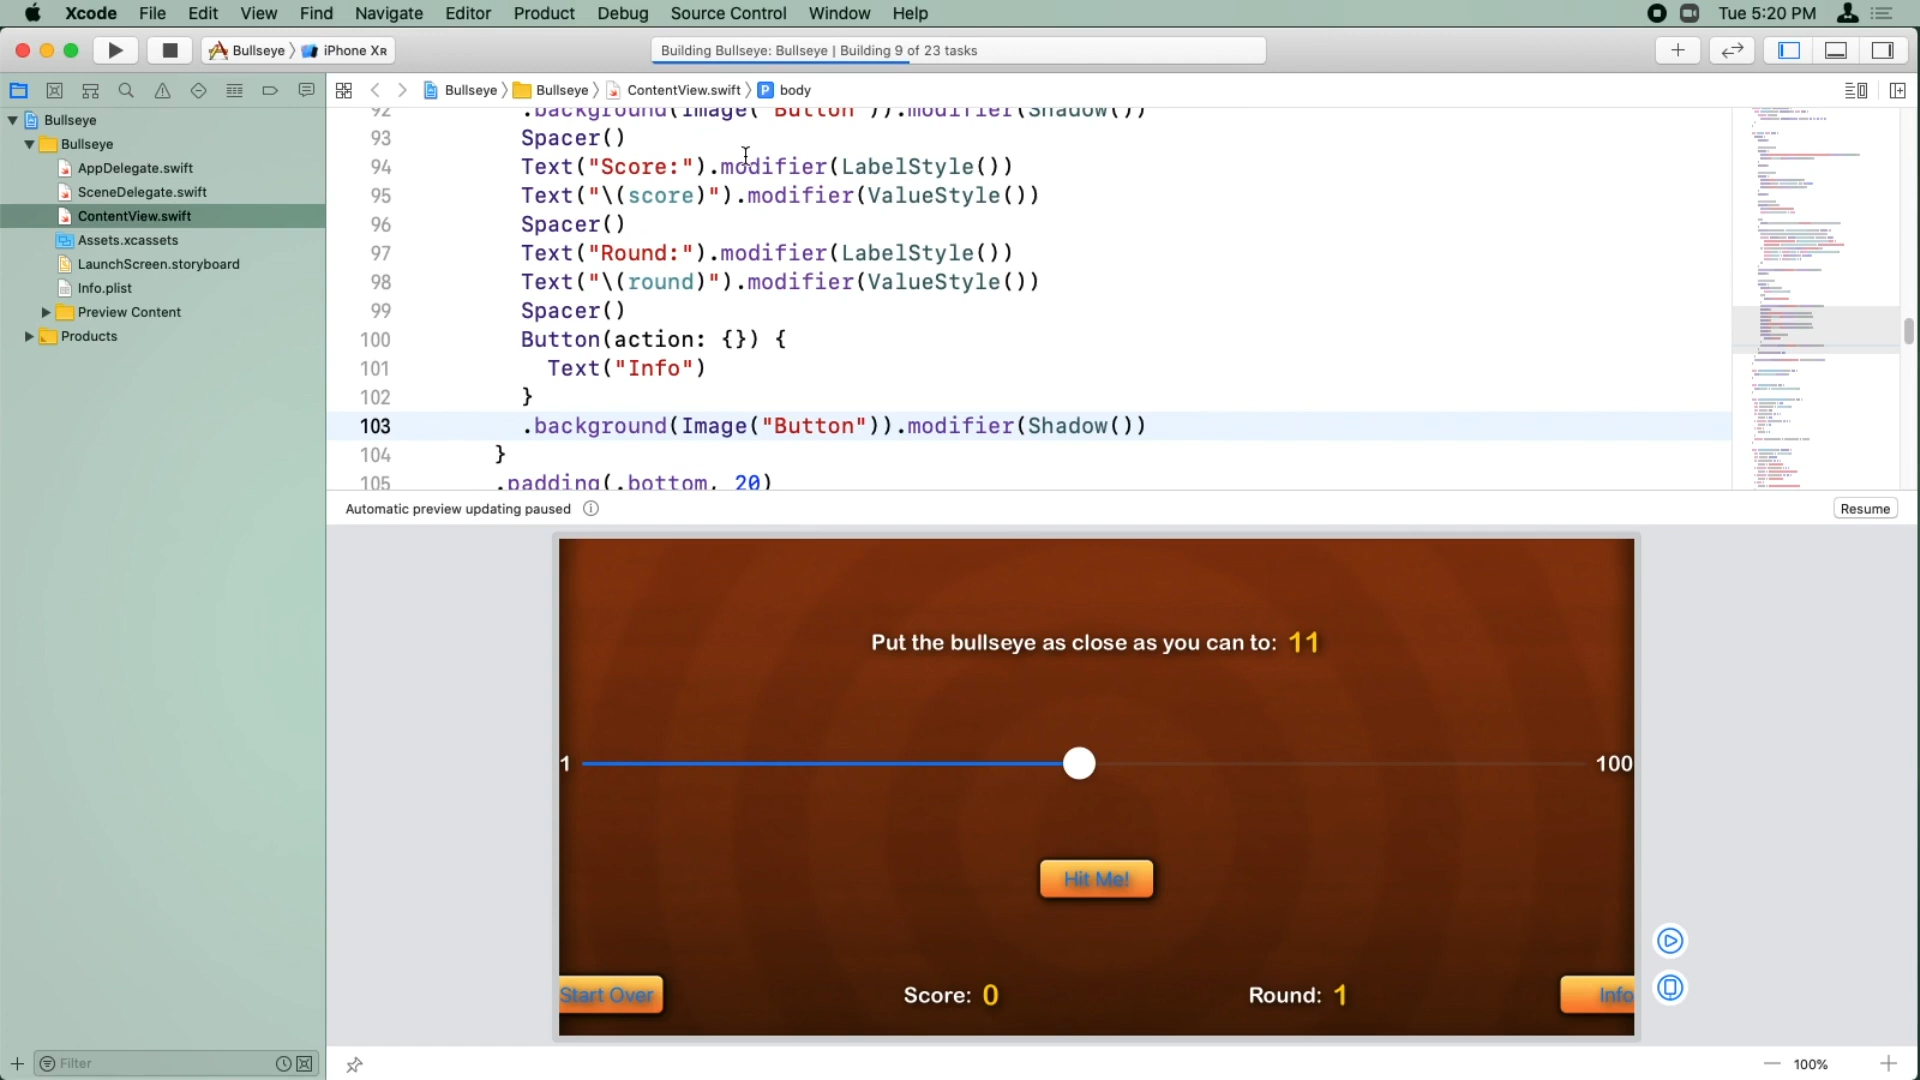 Xcode File Edit View Find Navigate Editor Product Debug Source Control Window Help Tue 5:20 PM
Bullseye iPhone XR Building Bullseye: Bullseye | Building 9 of 23 tasks
Bullseye Bullseye ContentView.swift P body
Bullseye
Bullseye
AppDelegate.swift
SceneDelegate.swift
ContentView.swift
Assets.xcassets
LaunchScreen.storyboard
Info.plist
Preview Content
Products
92 .background(Image("Button")).modifier(Shadow())
93 Spacer()
94 Text("Score:").modifier(LabelStyle())
95 Text("\(score)").modifier(ValueStyle())
96 Spacer()
97 Text("Round:").modifier(LabelStyle())
98 Text("\(round)").modifier(ValueStyle())
99 Spacer()
100 Button(action: {}) {
101 Text("Info")
102 }
103 .background(Image("Button")).modifier(Shadow())
104 }
105 .padding(.bottom, 20)
Automatic preview updating paused Resume
Put the bullseye as close as you can to: 11
1 100
Hit Me!
Start Over Score: 0 Round: 1 Info
Filter 100%